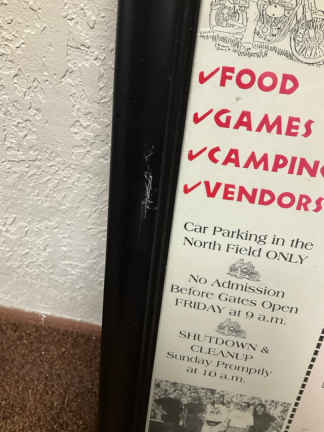 ✓FOOD
✓GAMES
✓CAMPING
✓VENDORS
Car Parking in the
North Field ONLY
No Admission
Before Gates Open
FRIDAY at 9 a.m.
SHUTDOWN &
CLEANUP
Sunday Promptly
at 10 a.m.